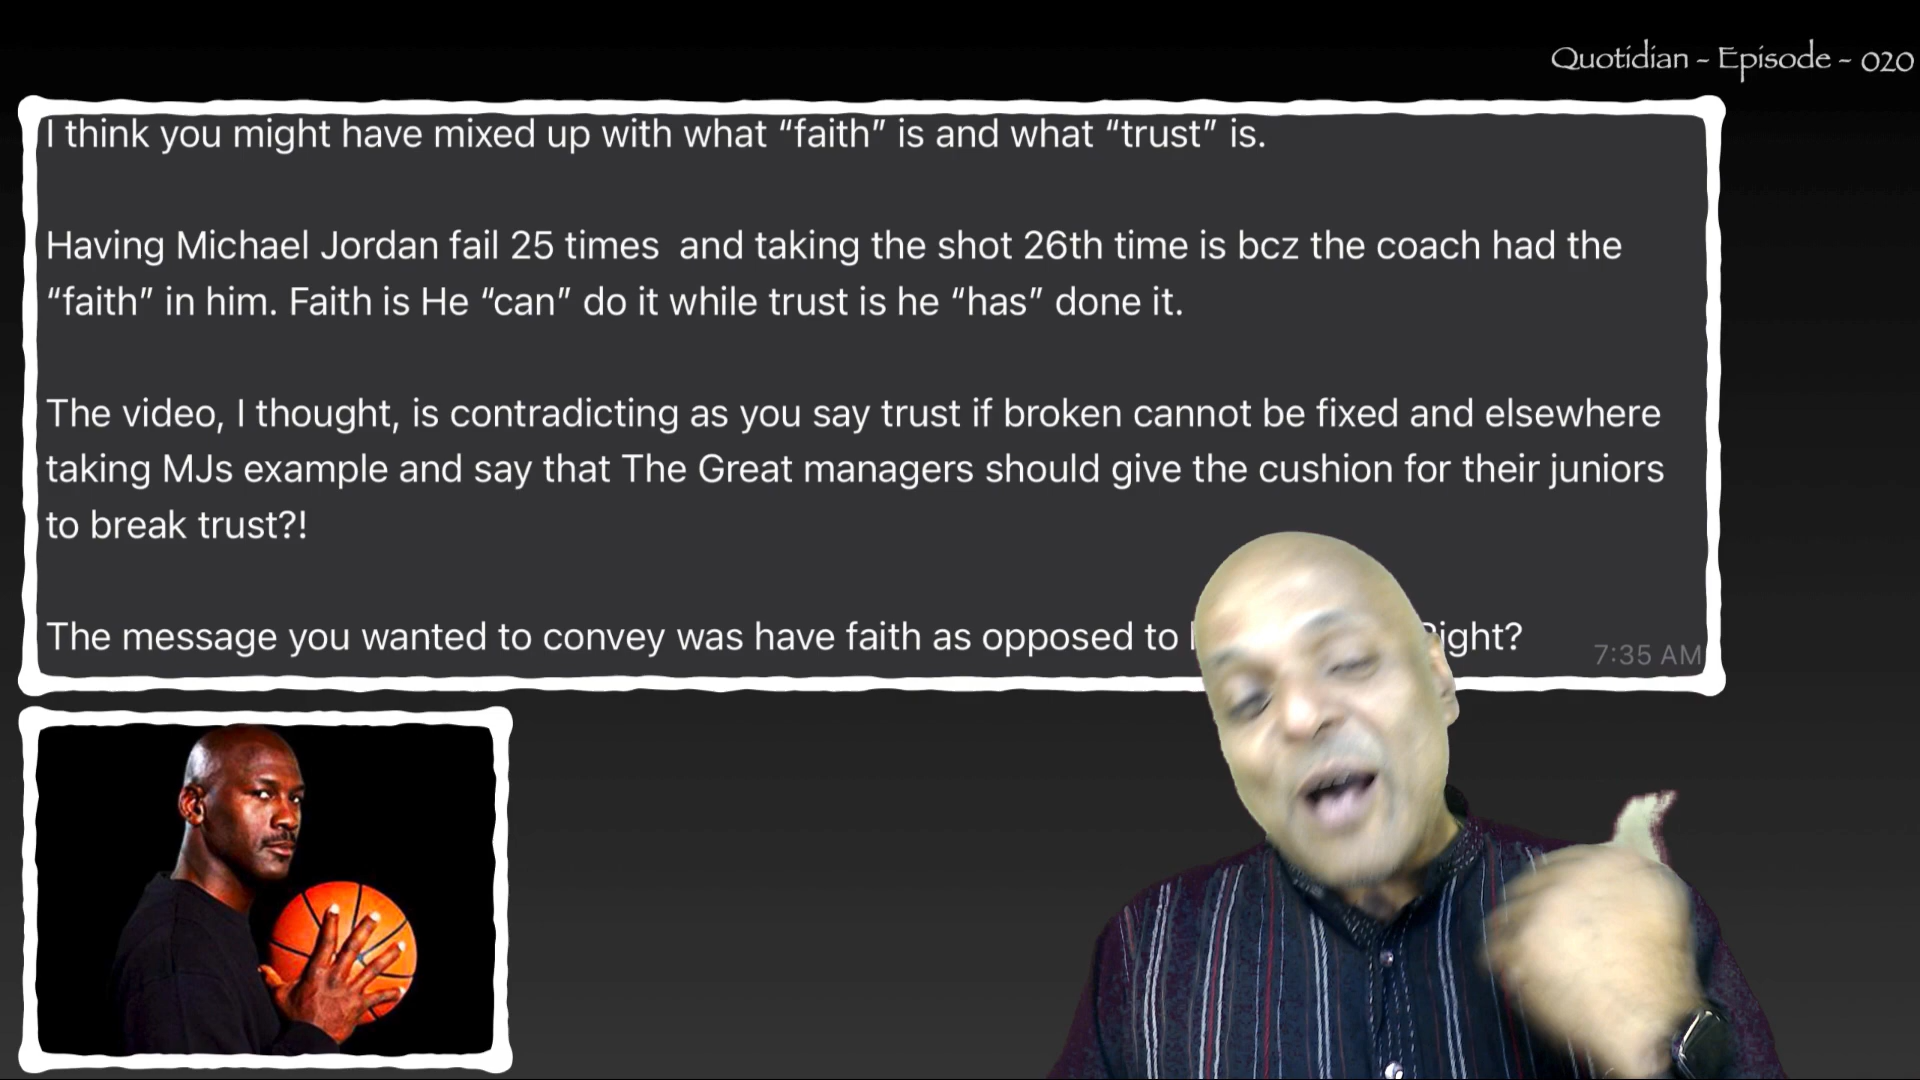 Quotidian - Episode - 020
I think you might have mixed up with what “faith” is and what “trust” is.
Having Michael Jordan fail 25 times  and taking the shot 26th time is bcz the coach had the
“faith” in him. Faith is He “can” do it while trust is he “has” done it.
The video, I thought, is contradicting as you say trust if broken cannot be fixed and elsewhere
taking MJs example and say that The Great managers should give the cushion for their juniors
to break trust?!
The message you wanted to convey was have faith as opposed to
7:35 AM